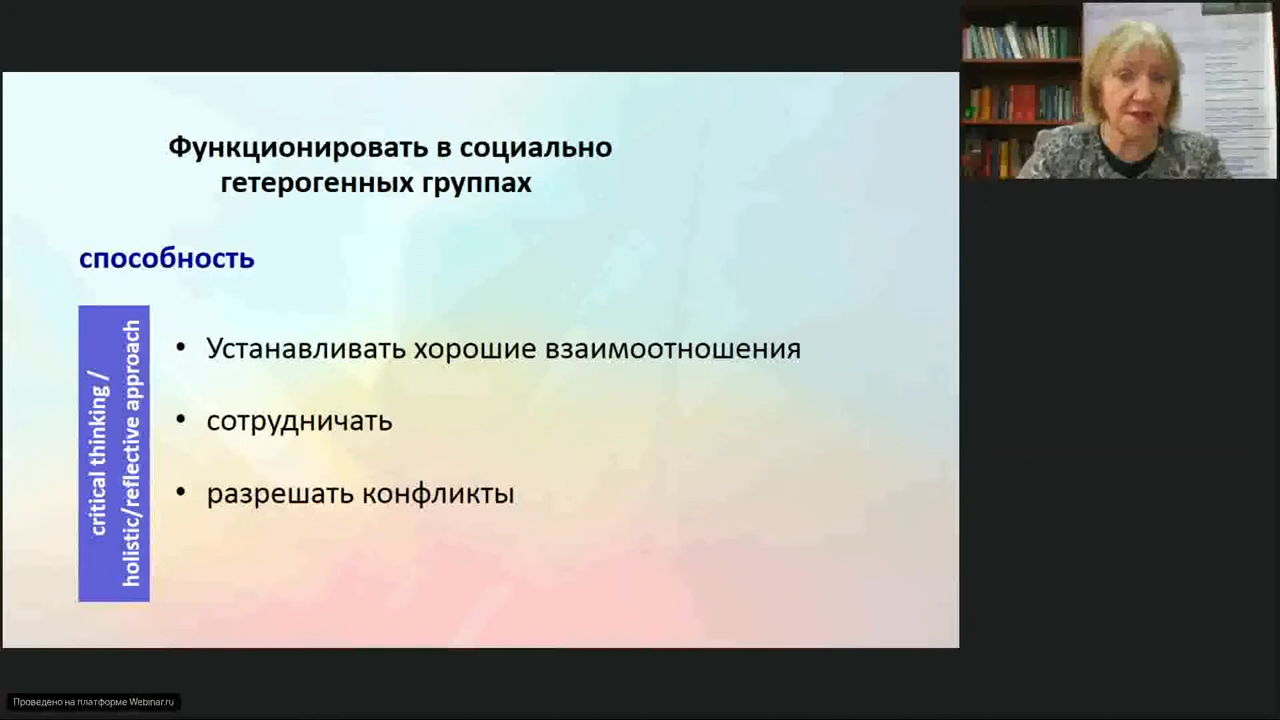 Функционировать в социально
гетерогенных группах
способность
critical thinking /
holistic/reflective approach
• Устанавливать хорошие взаимоотношения
• сотрудничать
• разрешать конфликты
Проведено на платформе Webinar.ru